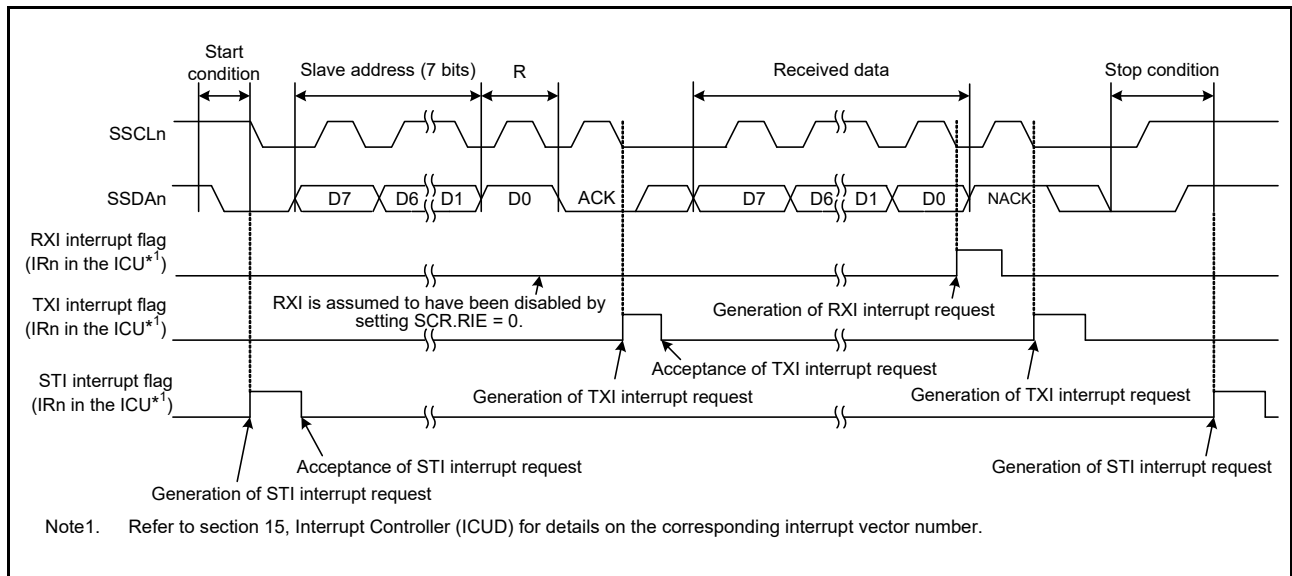 Start
condition
Slave address (7 bits)
R
Received data
Stop condition
SSCLn
SSDAn
D7
D6
D1
D0
ACK
D7
D6
D1
D0
NACK
RXI interrupt flag
(IRn in the ICU*1)
RXI is assumed to have been disabled by
setting SCR.RIE = 0.
Generation of RXI interrupt request
TXI interrupt flag
(IRn in the ICU*1)
Acceptance of TXI interrupt request
Generation of TXI interrupt request
Generation of TXI interrupt request
STI interrupt flag
(IRn in the ICU*1)
Acceptance of STI interrupt request
Generation of STI interrupt request
Generation of STI interrupt request
Note1. Refer to section 15, Interrupt Controller (ICUD) for details on the corresponding interrupt vector number.